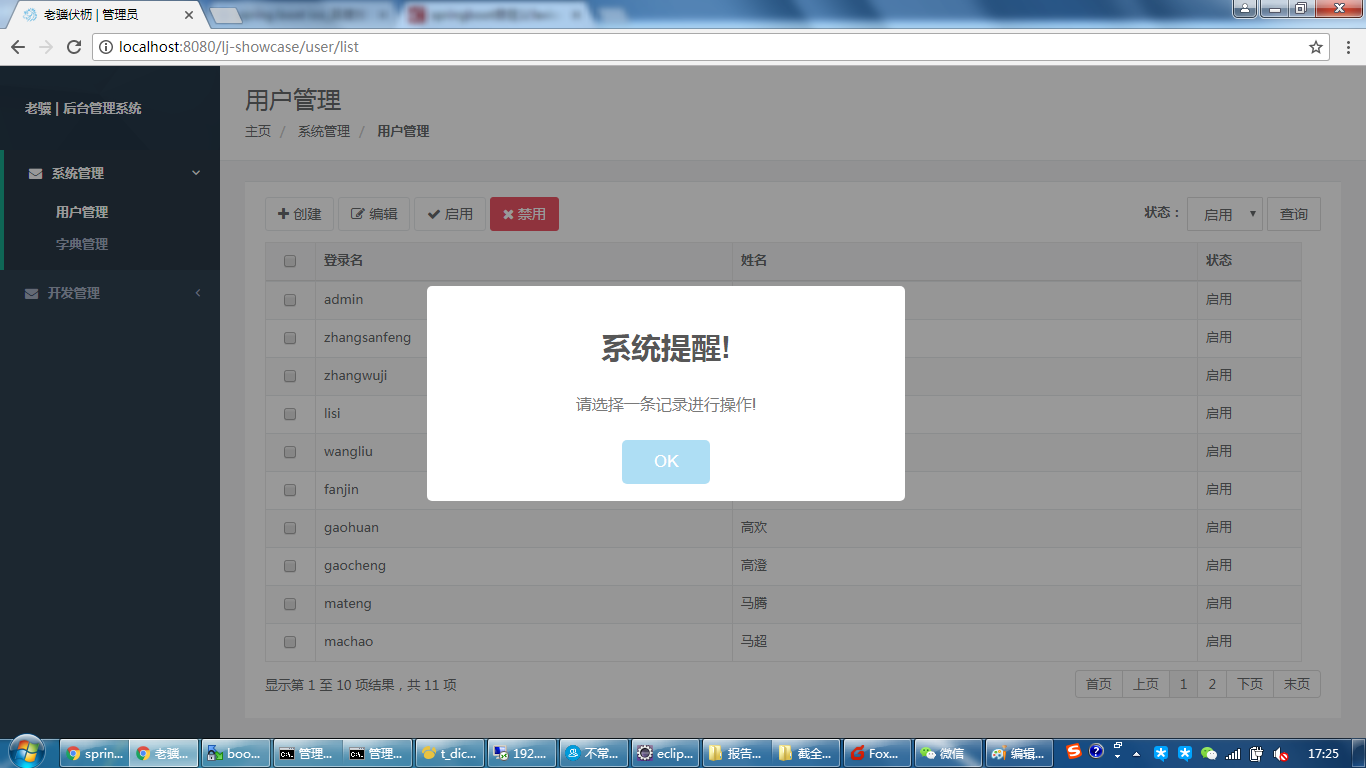 老骥伏枥 | 管理员
localhost:8080/lj-showcase/user/list
老骥 | 后台管理系统
系统管理
用户管理
字典管理
开发管理
用户管理
主页 / 系统管理 / 用户管理
创建 编辑 启用 禁用 状态： 启用 查询
登录名 姓名 状态
admin 启用
zhangsanfeng 启用
zhangwuji 启用
lisi 启用
wangliu 启用
fanjin 启用
gaohuan 高欢 启用
gaocheng 高澄 启用
mateng 马腾 启用
machao 马超 启用
系统提醒!
请选择一条记录进行操作!
OK
显示第 1 至 10 项结果，共 11 项
首页 上页 1 2 下页 末页
sprin... 老骥... boo... 管理... 管理... t_dic... 192.... 不常... eclip... 报告... 截全... Fox... 微信 编辑... 17:25